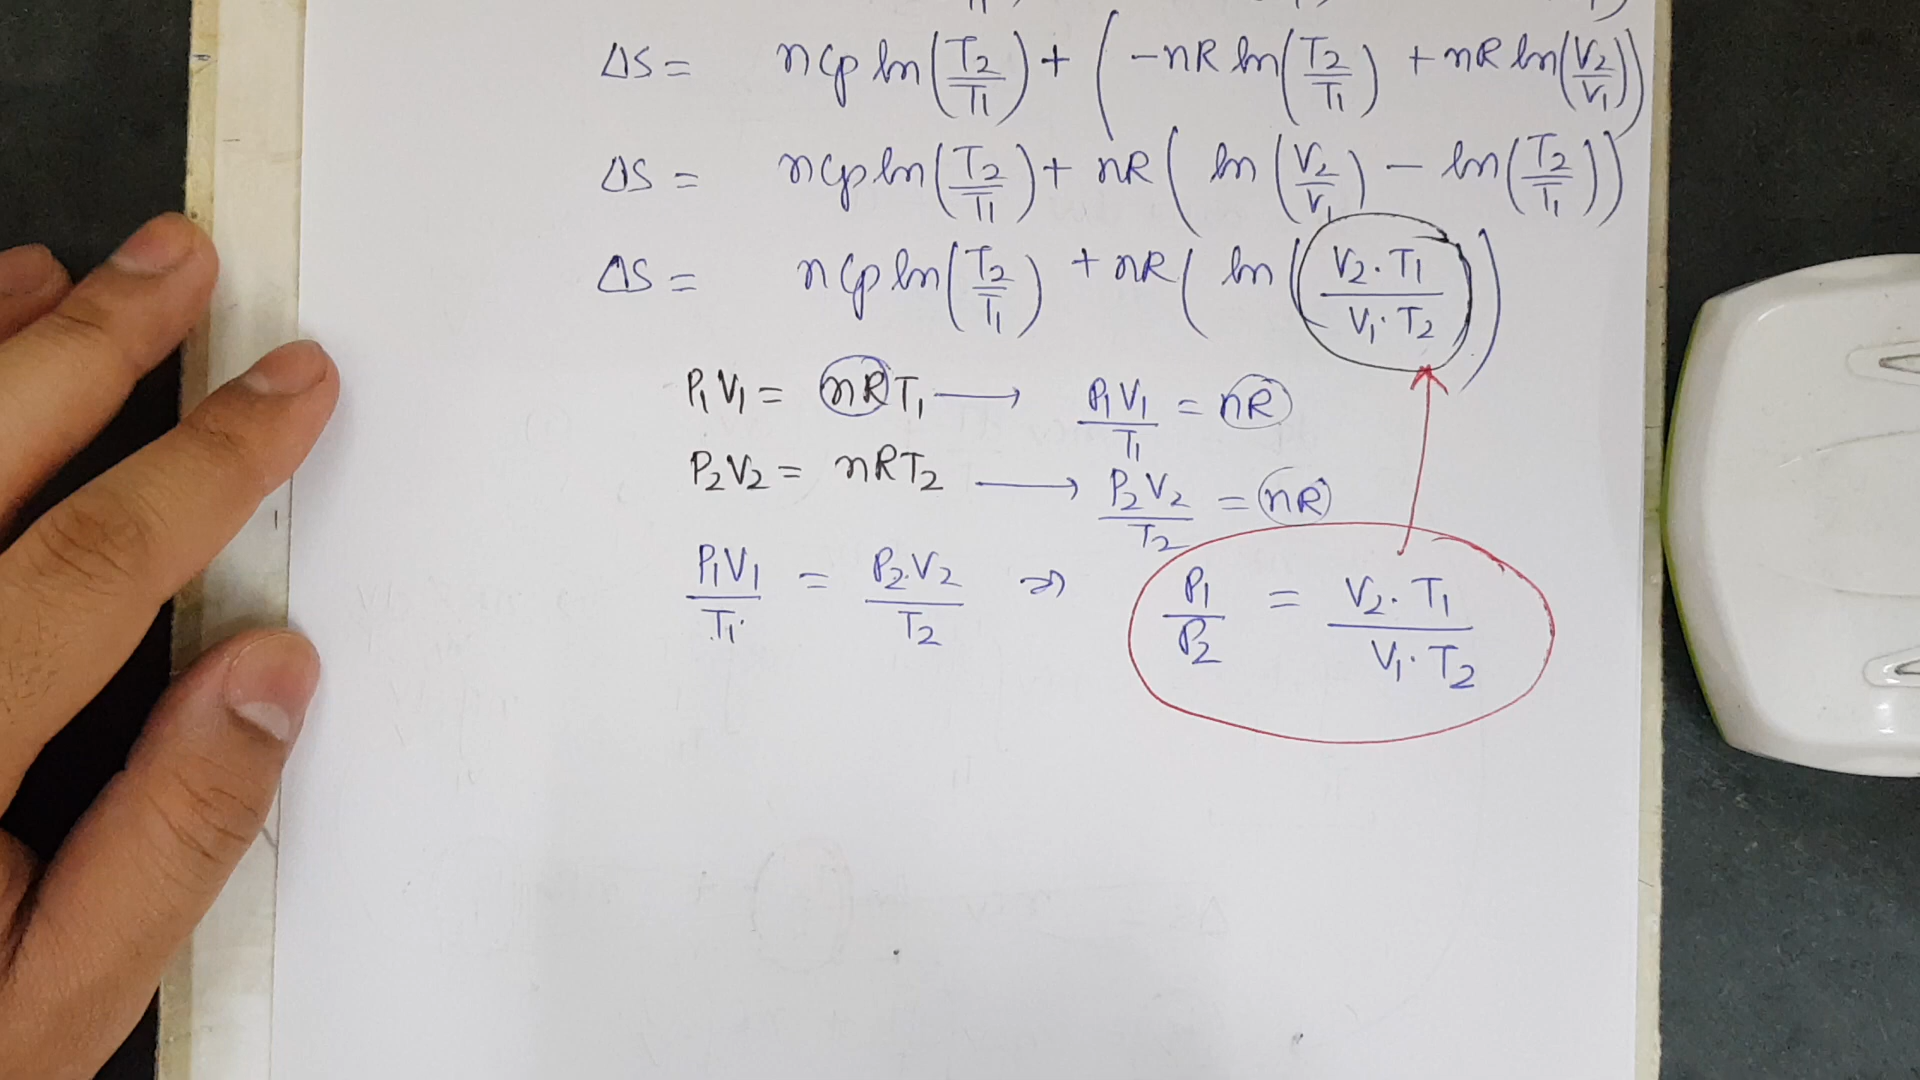 ΔS = nCp ln(T2/T1) + (-nR ln(T2/T1) + nR ln(V2/V1))
ΔS = nCp ln(T2/T1) + nR( ln(V2/V1) - ln(T2/T1))
ΔS = nCp ln(T2/T1) + nR( ln(V2.T1/V1.T2))
P1V1 = nRT1 → P1V1/T1 = nR
P2V2 = nRT2 → P2V2/T2 = nR
P1V1/T1 = P2.V2/T2 ⇒ P1/P2 = V2.T1/V1.T2